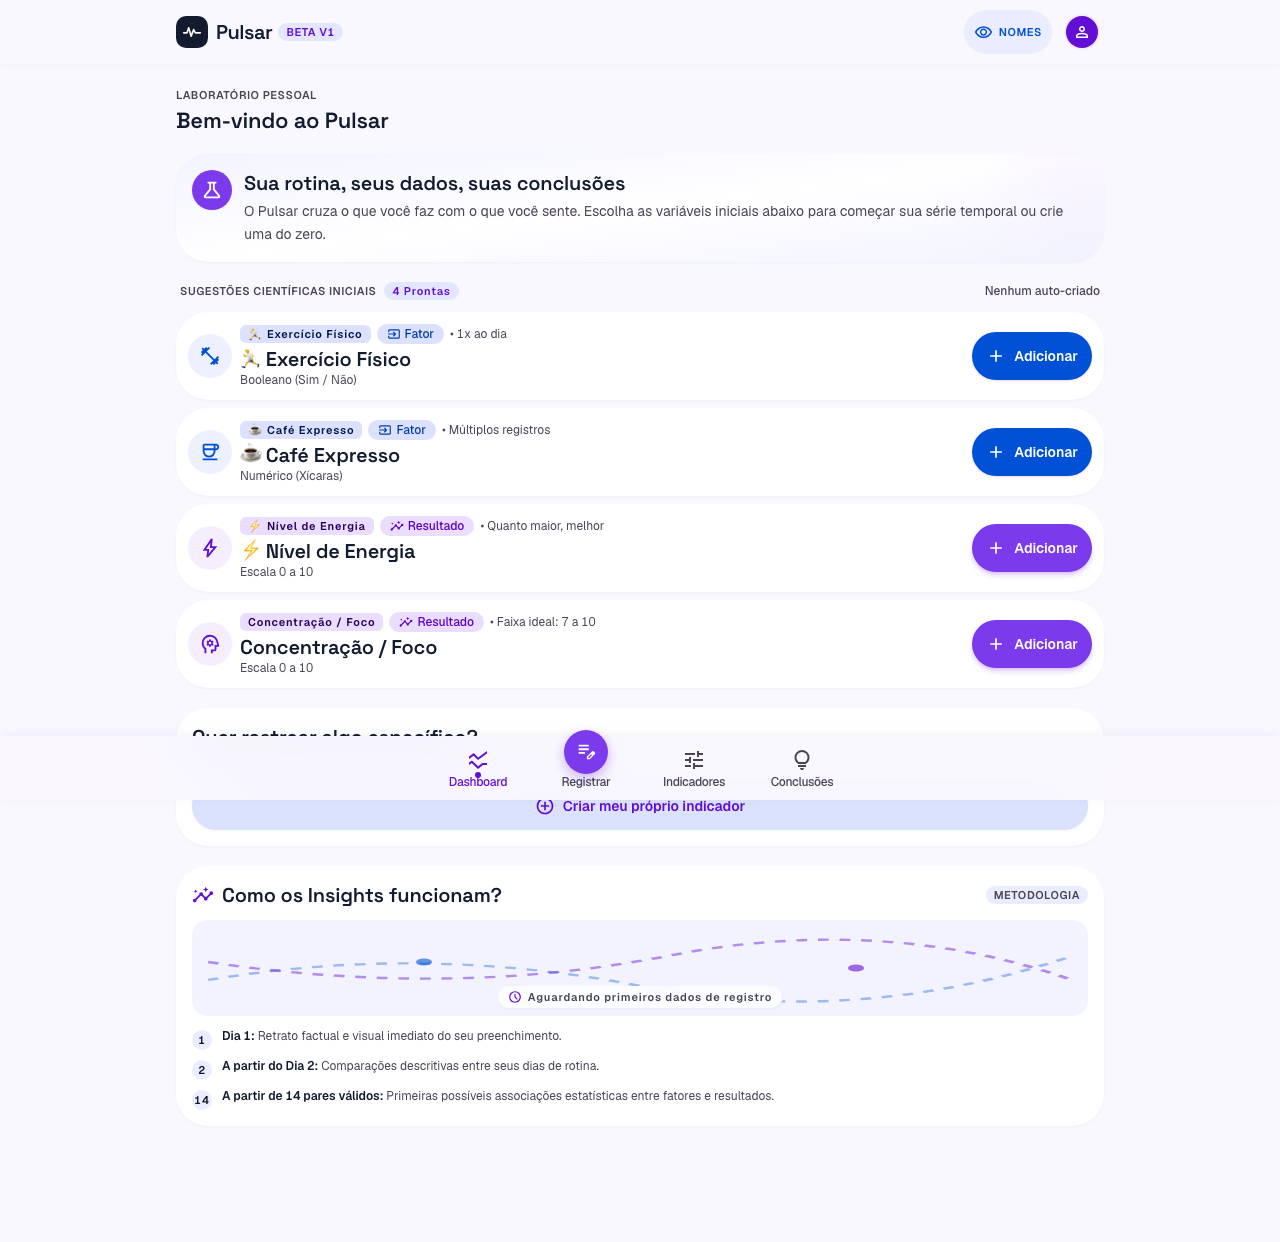 Pulsar BETA V1
NOMES
LABORATÓRIO PESSOAL
Bem-vindo ao Pulsar
Sua rotina, seus dados, suas conclusões
O Pulsar cruza o que você faz com o que você sente. Escolha as variáveis iniciais abaixo para começar sua série temporal ou crie
uma do zero.
SUGESTÕES CIENTÍFICAS INICIAIS 4 Prontas
Nenhum auto-criado
🏃 Exercício Físico Fator • 1x ao dia
🏃 Exercício Físico
Booleano (Sim / Não)
Adicionar
☕ Café Expresso Fator • Múltiplos registros
☕ Café Expresso
Numérico (Xícaras)
Adicionar
⚡ Nível de Energia Resultado • Quanto maior, melhor
⚡ Nível de Energia
Escala 0 a 10
Adicionar
Concentração / Foco Resultado • Faixa ideal: 7 a 10
Concentração / Foco
Escala 0 a 10
Adicionar
Quer rastrear algo específico?
Dashboard
Registrar
Indicadores
Conclusões
Criar meu próprio indicador
Como os Insights funcionam?
METODOLOGIA
Aguardando primeiros dados de registro
1 Dia 1: Retrato factual e visual imediato do seu preenchimento.
2 A partir do Dia 2: Comparações descritivas entre seus dias de rotina.
14 A partir de 14 pares válidos: Primeiras possíveis associações estatísticas entre fatores e resultados.